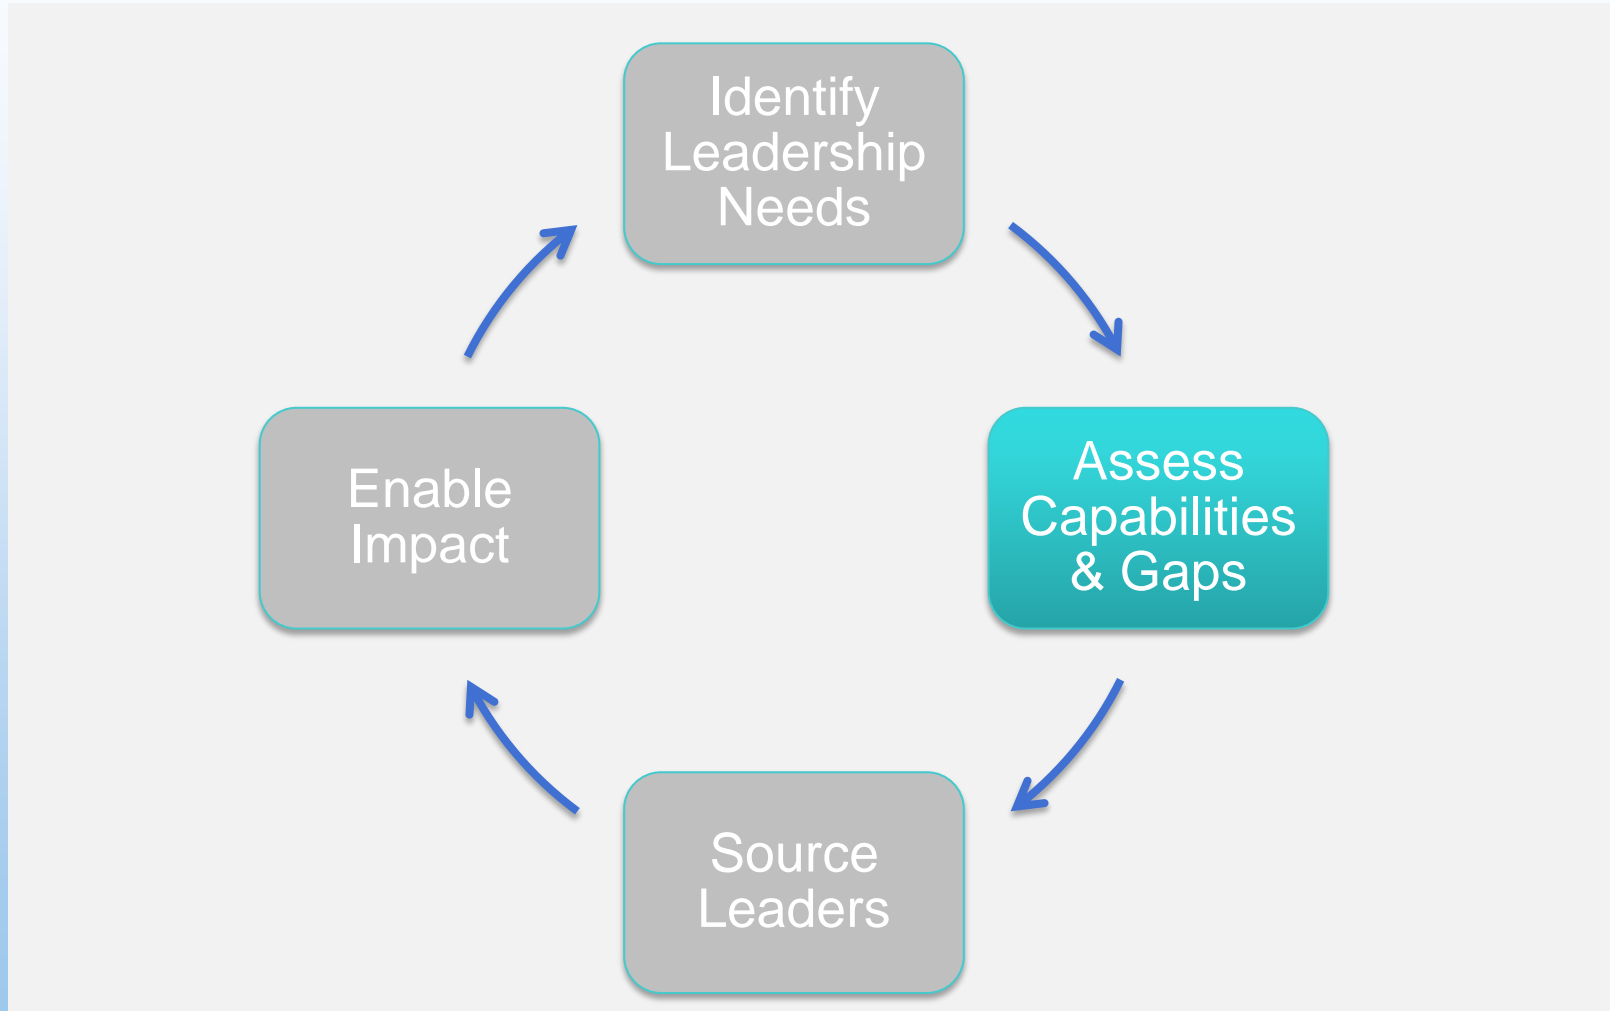 Identify
Leadership
Needs
Assess
Capabilities
& Gaps
Source
Leaders
Enable
Impact